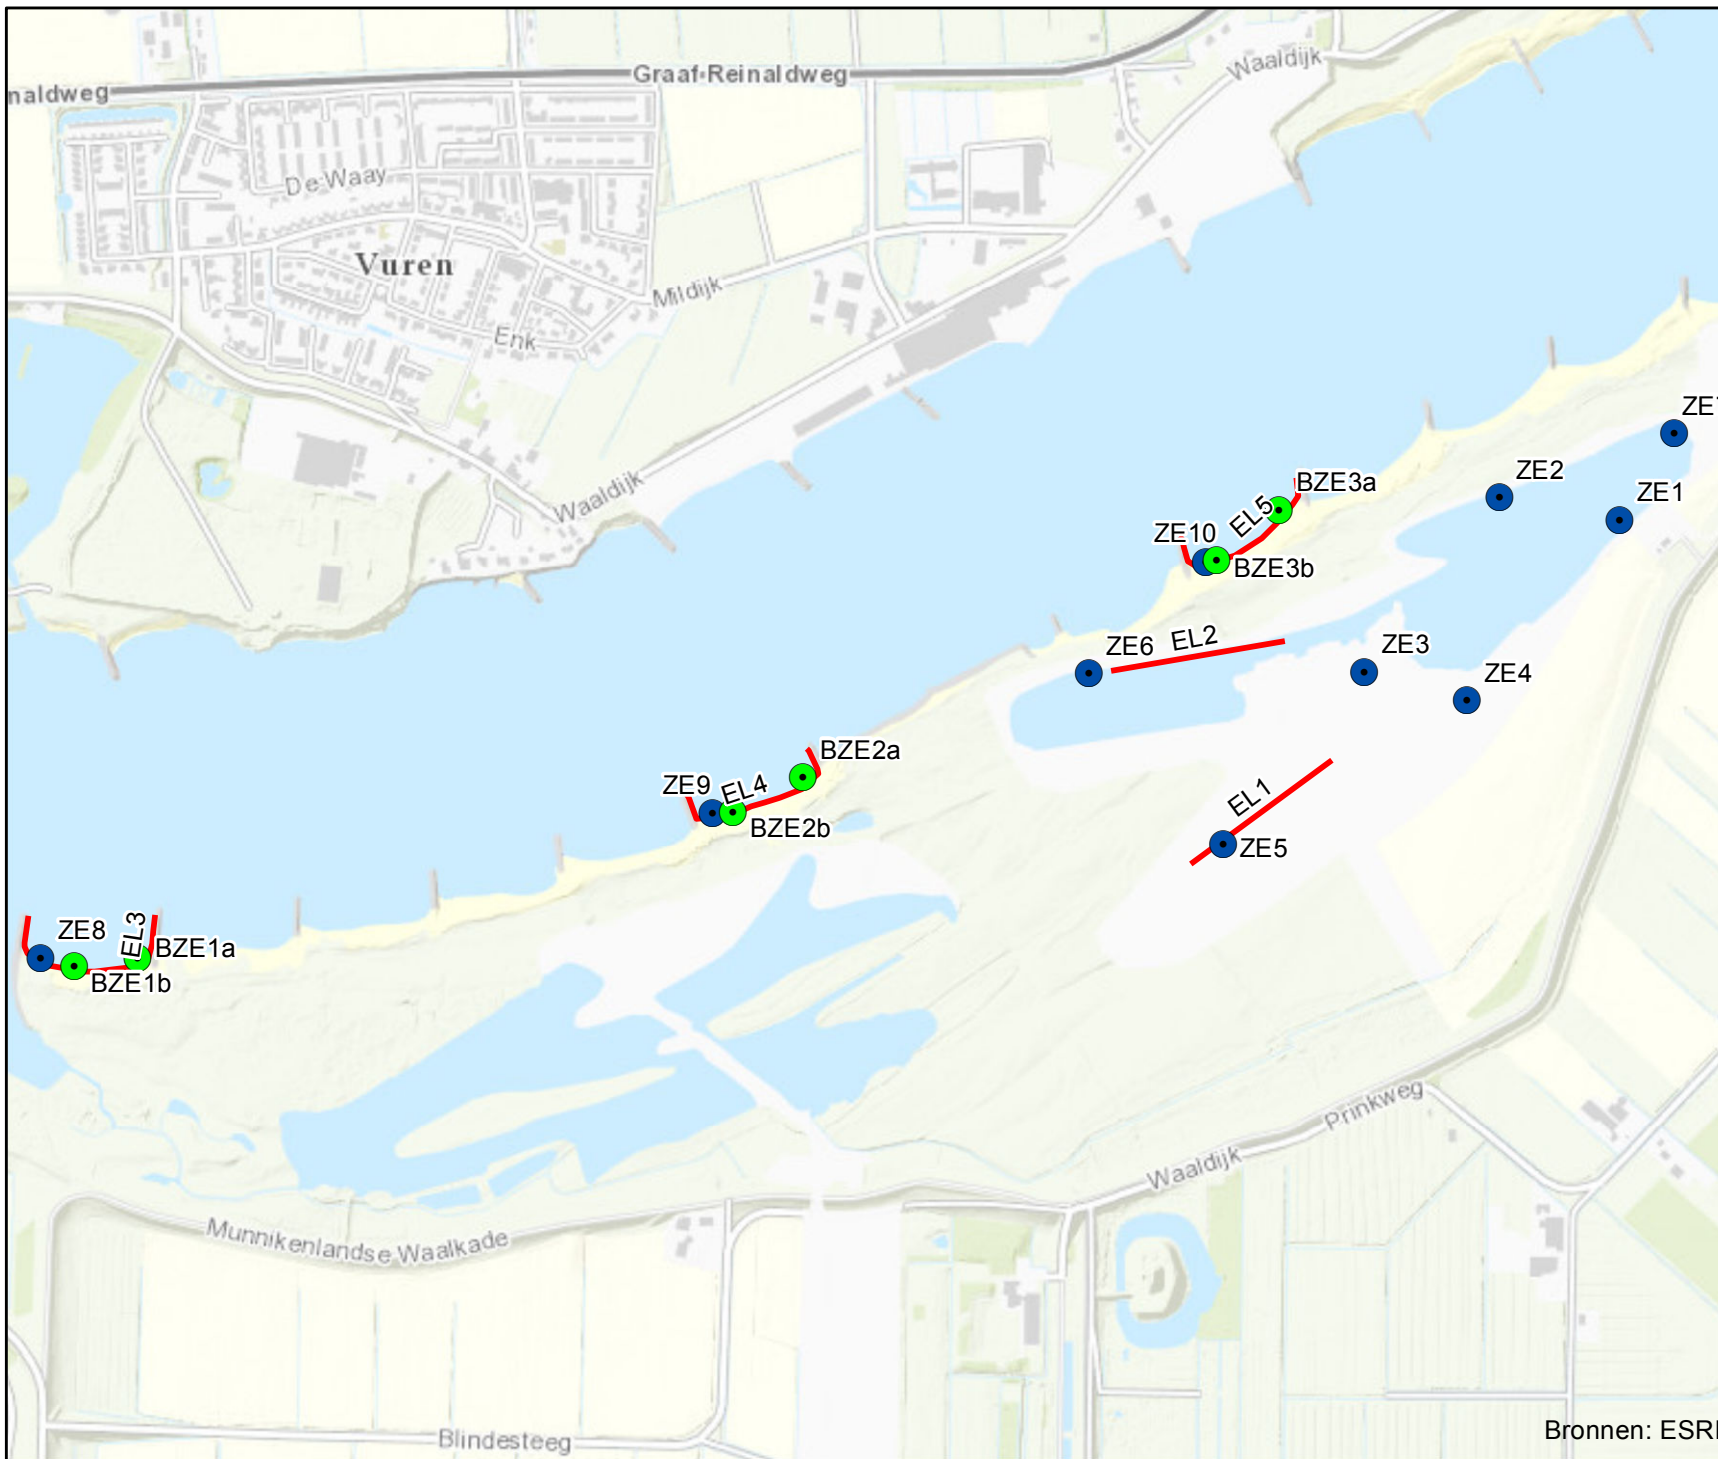 Waaldijk
Graaf-Reinaldweg
naldweg
De Waay
Vuren
Mildijk
Enk
ZE7
BZE3a
ZE2
Waaldijk
ZE1
EL5
ZE10
BZE3b
ZE6
EL2
ZE3
ZE4
BZE2a
ZE9
EL4
EL1
BZE2b
ZE5
ZE8
EL3
BZE1a
BZE1b
Prinkweg
Waaldijk
Munnikenlandse Waalkade
Blindesteeg
Bronnen: ESRI